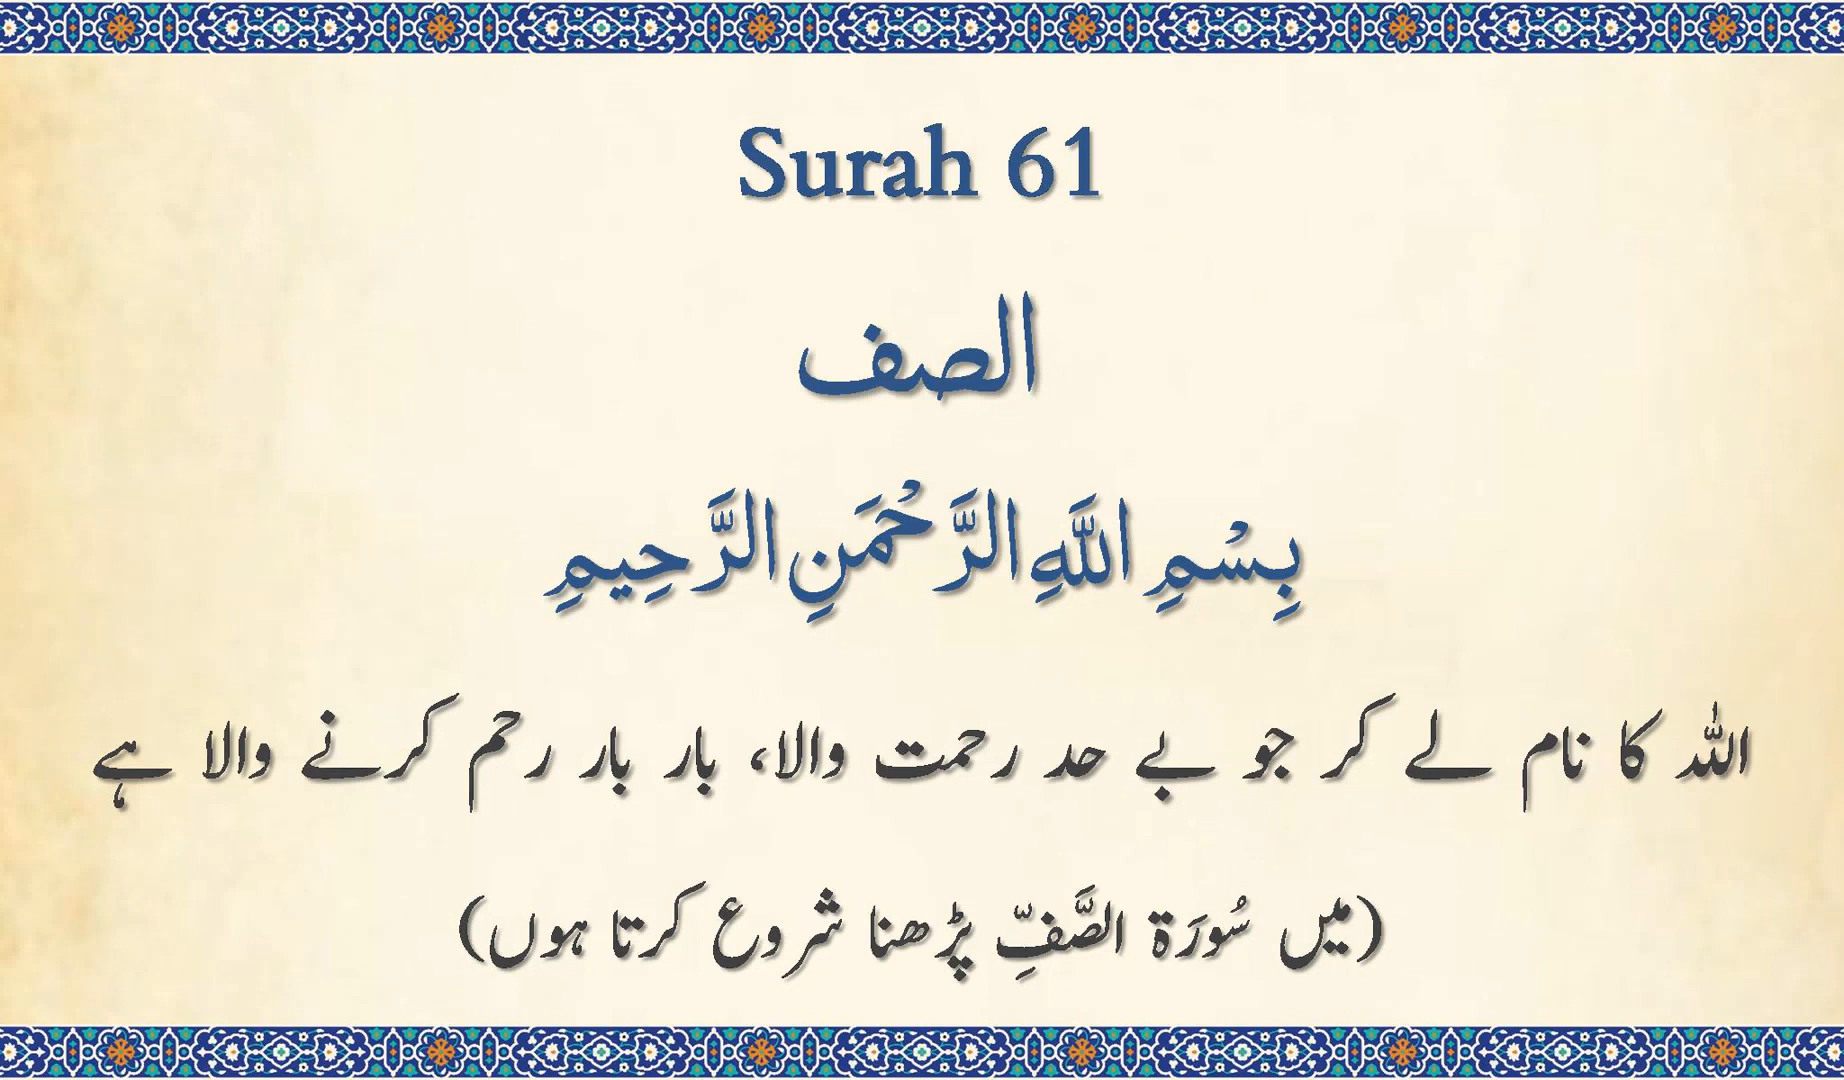 Surah 61
الصف
بِسْمِ اللَّهِ الرَّحْمَنِ الرَّحِيمِ
اللہ کا نام لے کر جو بے حد رحمت والا، بار بار رحم کرنے والا ہے
(میں سُورَة الصَّفِّ پڑھنا شروع کرتا ہوں)